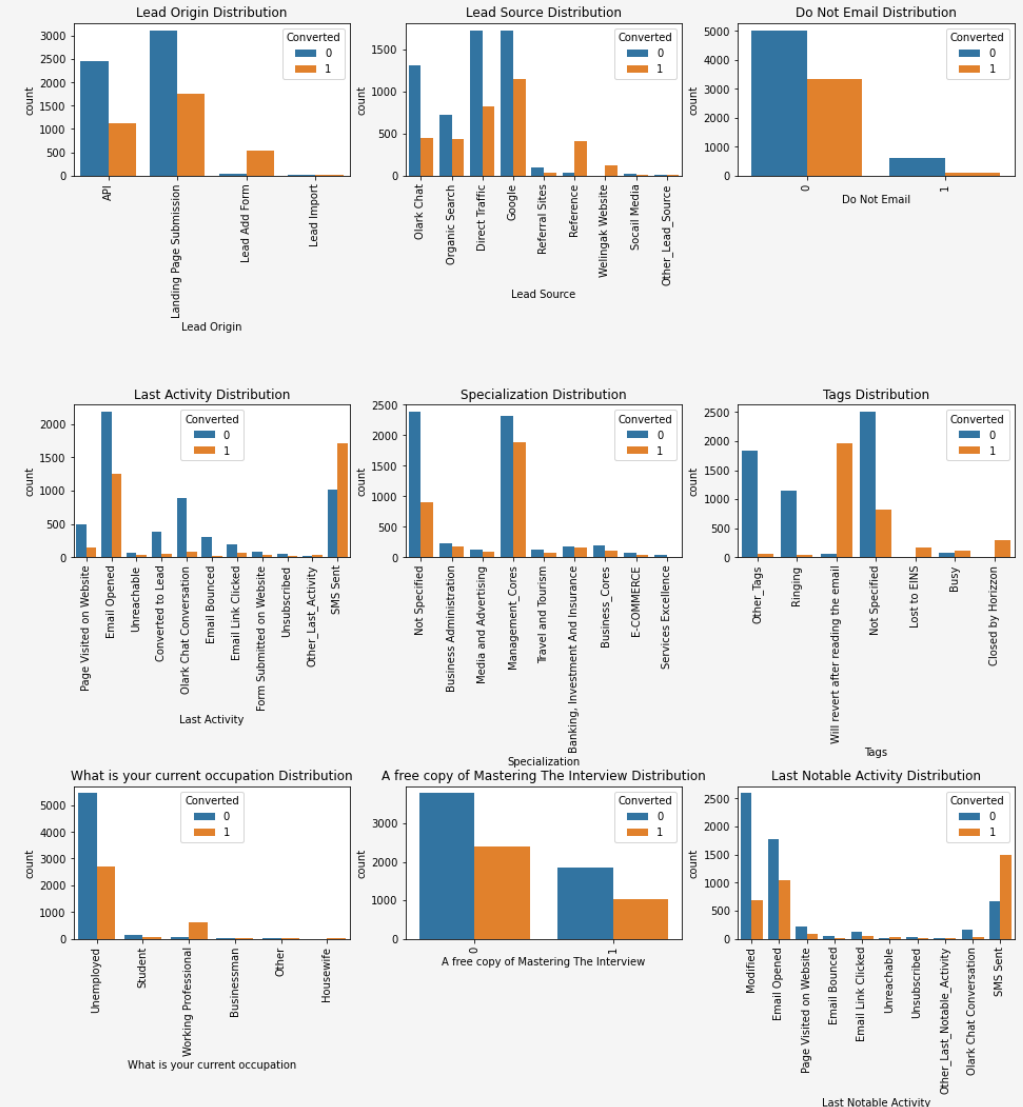 Lead Origin Distribution
count
3000
2500
2000
1500
1000
500
0
Converted
0
1
API
Landing Page Submission
Lead Add Form
Lead Import
Lead Origin
Lead Source Distribution
count
1500
1000
500
0
Converted
0
1
Olark Chat
Organic Search
Direct Traffic
Google
Referral Sites
Reference
Welingak Website
Socail Media
Other_Lead_Source
Lead Source
Do Not Email Distribution
count
5000
4000
3000
2000
1000
0
Converted
0
1
0
1
Do Not Email
Last Activity Distribution
count
2000
1500
1000
500
0
Converted
0
1
Page Visited on Website
Email Opened
Unreachable
Converted to Lead
Olark Chat Conversation
Email Bounced
Email Link Clicked
Form Submitted on Website
Unsubscribed
Other_Last_Activity
SMS Sent
Last Activity
Specialization Distribution
count
2500
2000
1500
1000
500
0
Converted
0
1
Not Specified
Business Administration
Media and Advertising
Management_Cores
Travel and Tourism
Banking, Investment And Insurance
Business_Cores
E-COMMERCE
Services Excellence
Specialization
Tags Distribution
count
2500
2000
1500
1000
500
0
Converted
0
1
Other_Tags
Ringing
Will revert after reading the email
Not Specified
Lost to EINS
Busy
Closed by Horizzon
Tags
What is your current occupation Distribution
count
5000
4000
3000
2000
1000
0
Converted
0
1
Unemployed
Student
Working Professional
Businessman
Other
Housewife
What is your current occupation
A free copy of Mastering The Interview Distribution
count
3000
2000
1000
0
Converted
0
1
0
1
A free copy of Mastering The Interview
Last Notable Activity Distribution
count
2500
2000
1500
1000
500
0
Converted
0
1
Modified
Email Opened
Page Visited on Website
Email Bounced
Email Link Clicked
Unreachable
Unsubscribed
Other_Last_Notable_Activity
Olark Chat Conversation
SMS Sent
Last Notable Activity